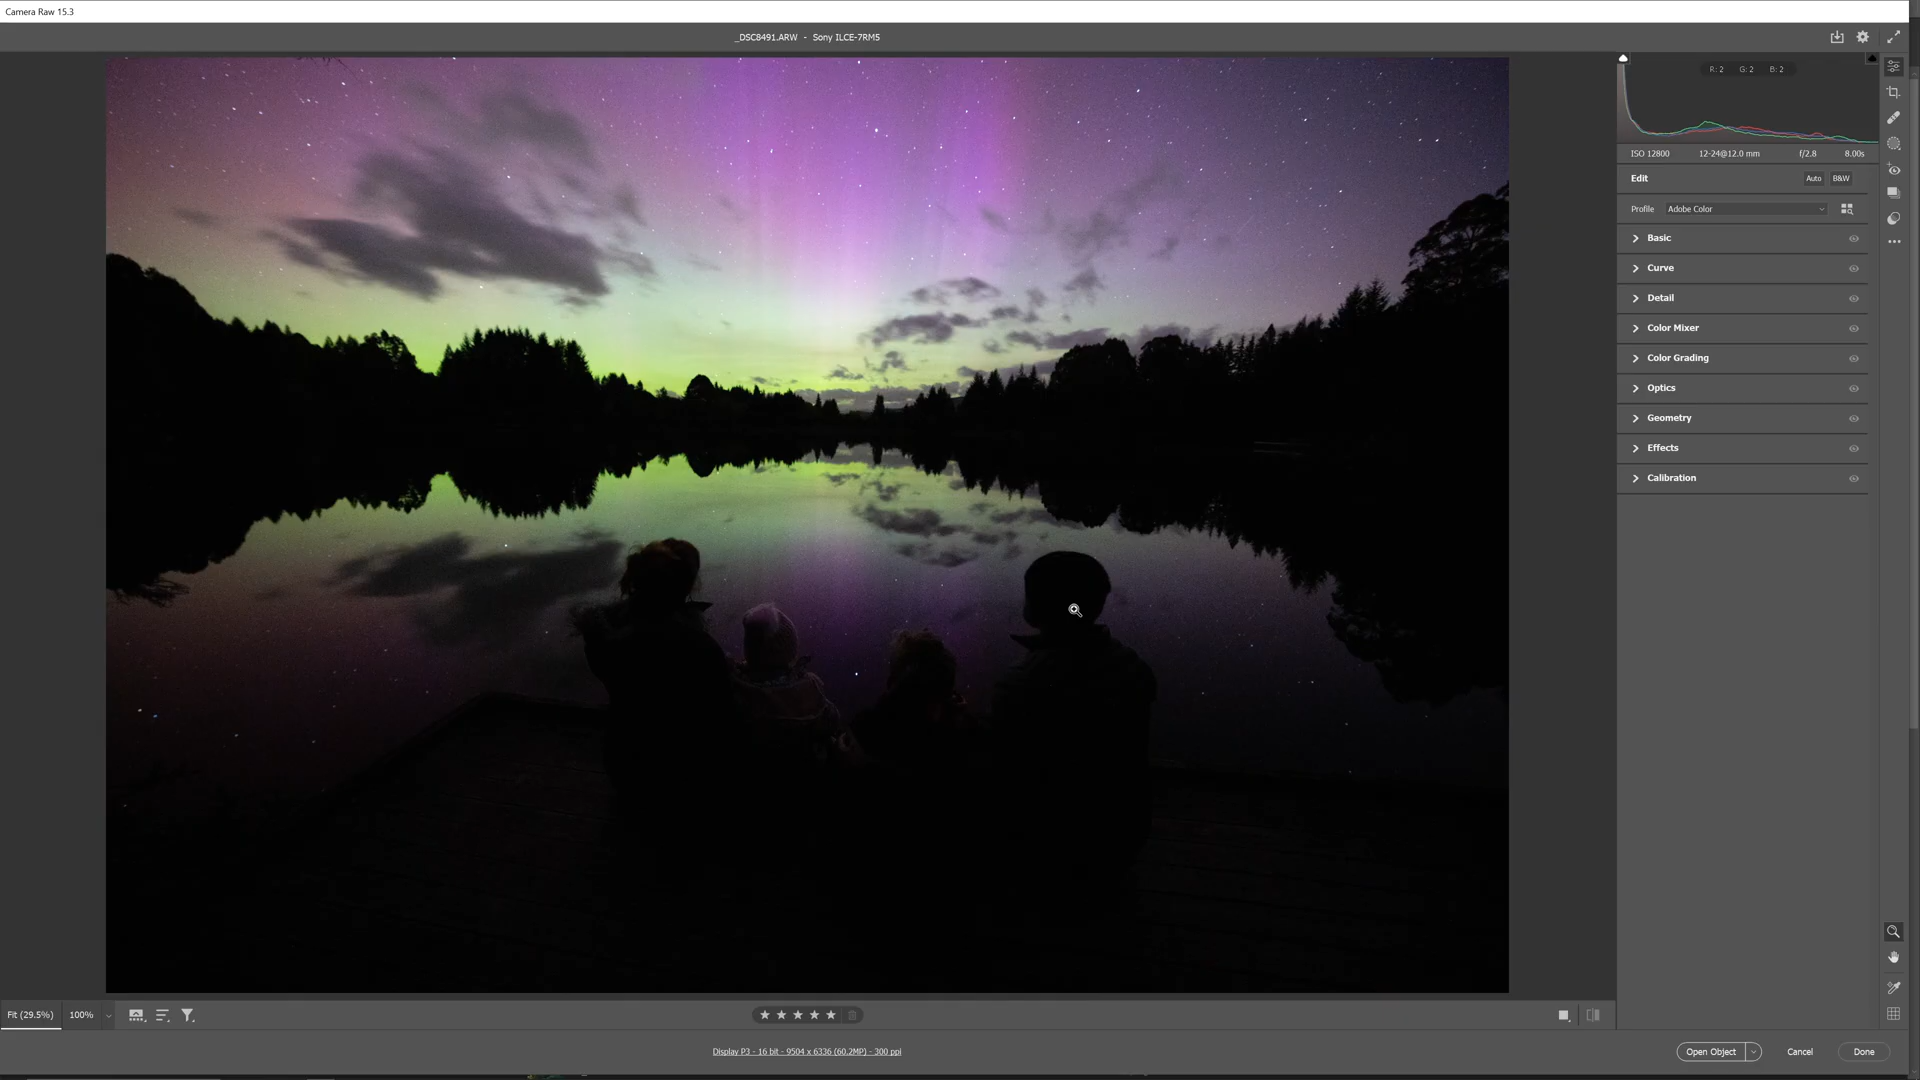 Camera Raw 15.3
_DSC8491.ARW - Sony ILCE-7RM5
R: 2 G: 2 B: 2
ISO 12800 12-24@12.0 mm f/2.8 8.00s
Edit Auto B&W
Profile Adobe Color
Basic
Curve
Detail
Color Mixer
Color Grading
Optics
Geometry
Effects
Calibration
Fit (29.5%) 100%
Display P3 - 16 bit - 9504 x 6336 (60.2MP) - 300 ppi
Open Object Cancel Done